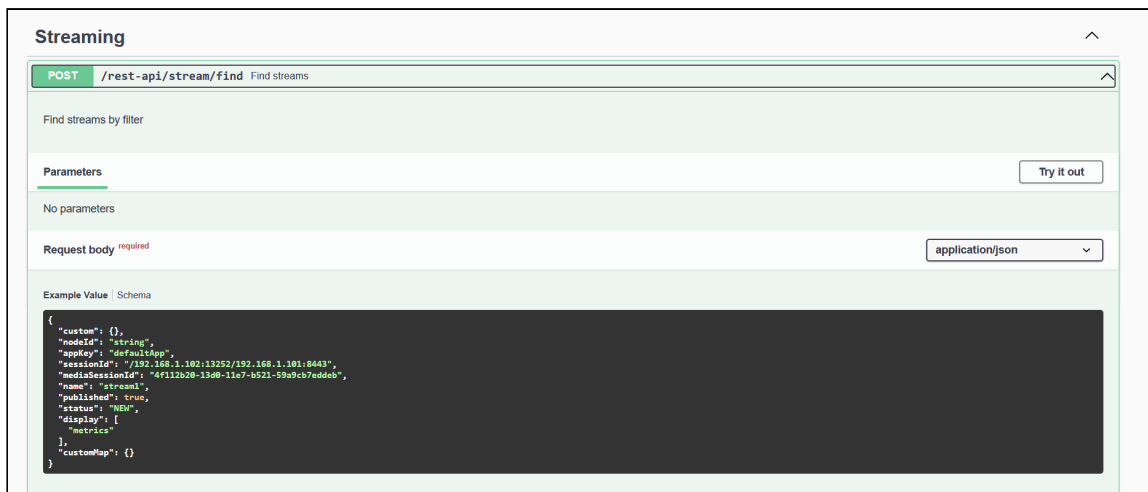 Streaming
POST /rest-api/stream/find Find streams
Find streams by filter
Parameters
Try it out
No parameters
Request body required
application/json
Example Value Schema
{
  "custom": {},
  "nodeId": "string",
  "appKey": "defaultApp",
  "sessionId": "/192.168.1.102:13252/192.168.1.101:8443",
  "mediaSessionId": "4f112b20-13d0-11e7-b521-59a9cb7eddeb",
  "name": "stream1",
  "published": true,
  "status": "NEW",
  "display": [
    "metrics"
  ],
  "customMap": {}
}